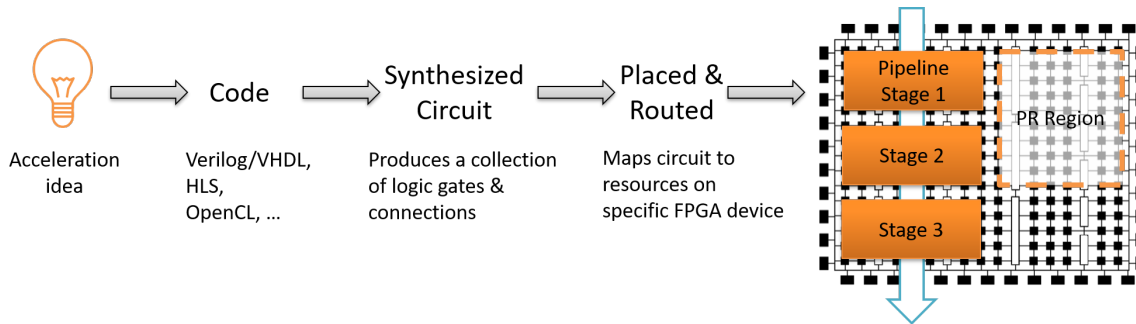 Acceleration
idea
Code
Verilog/VHDL,
HLS,
OpenCL, ...
Synthesized
Circuit
Produces a collection
of logic gates &
connections
Placed &
Routed
Maps circuit to
resources on
specific FPGA device
Pipeline
Stage 1
Stage 2
Stage 3
PR Region